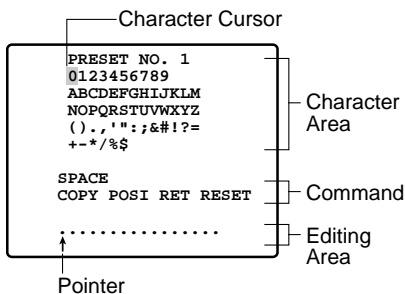 Character Cursor
PRESET NO. 1
0123456789
ABCDEFGHIJKLM
NOPQRSTUVWXYZ
().,'":;&#!?=
+-*/%$
Character
Area
SPACE
COPY POSI RET RESET
Command
................
Editing
Area
Pointer